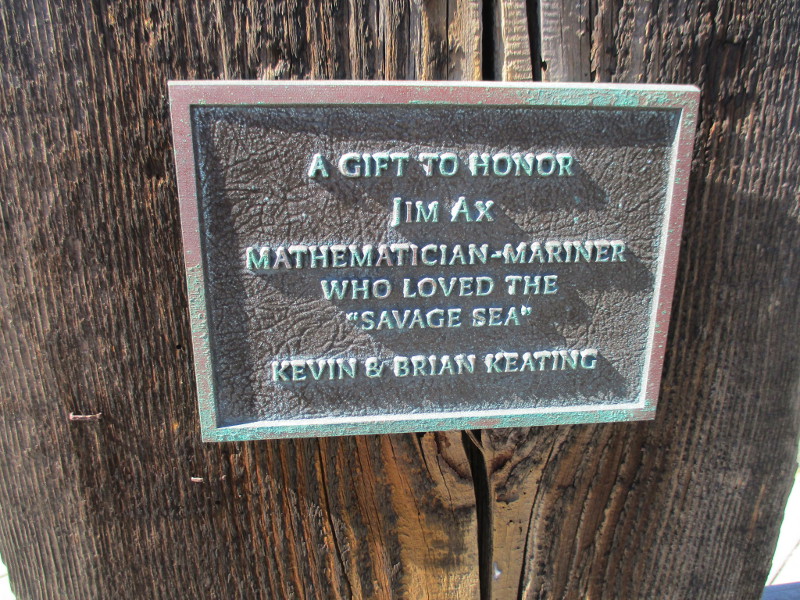 A GIFT TO HONOR
JIM AX
MATHEMATICIAN-MARINER
WHO LOVED THE
"SAVAGE SEA"
KEVIN & BRIAN KEATING